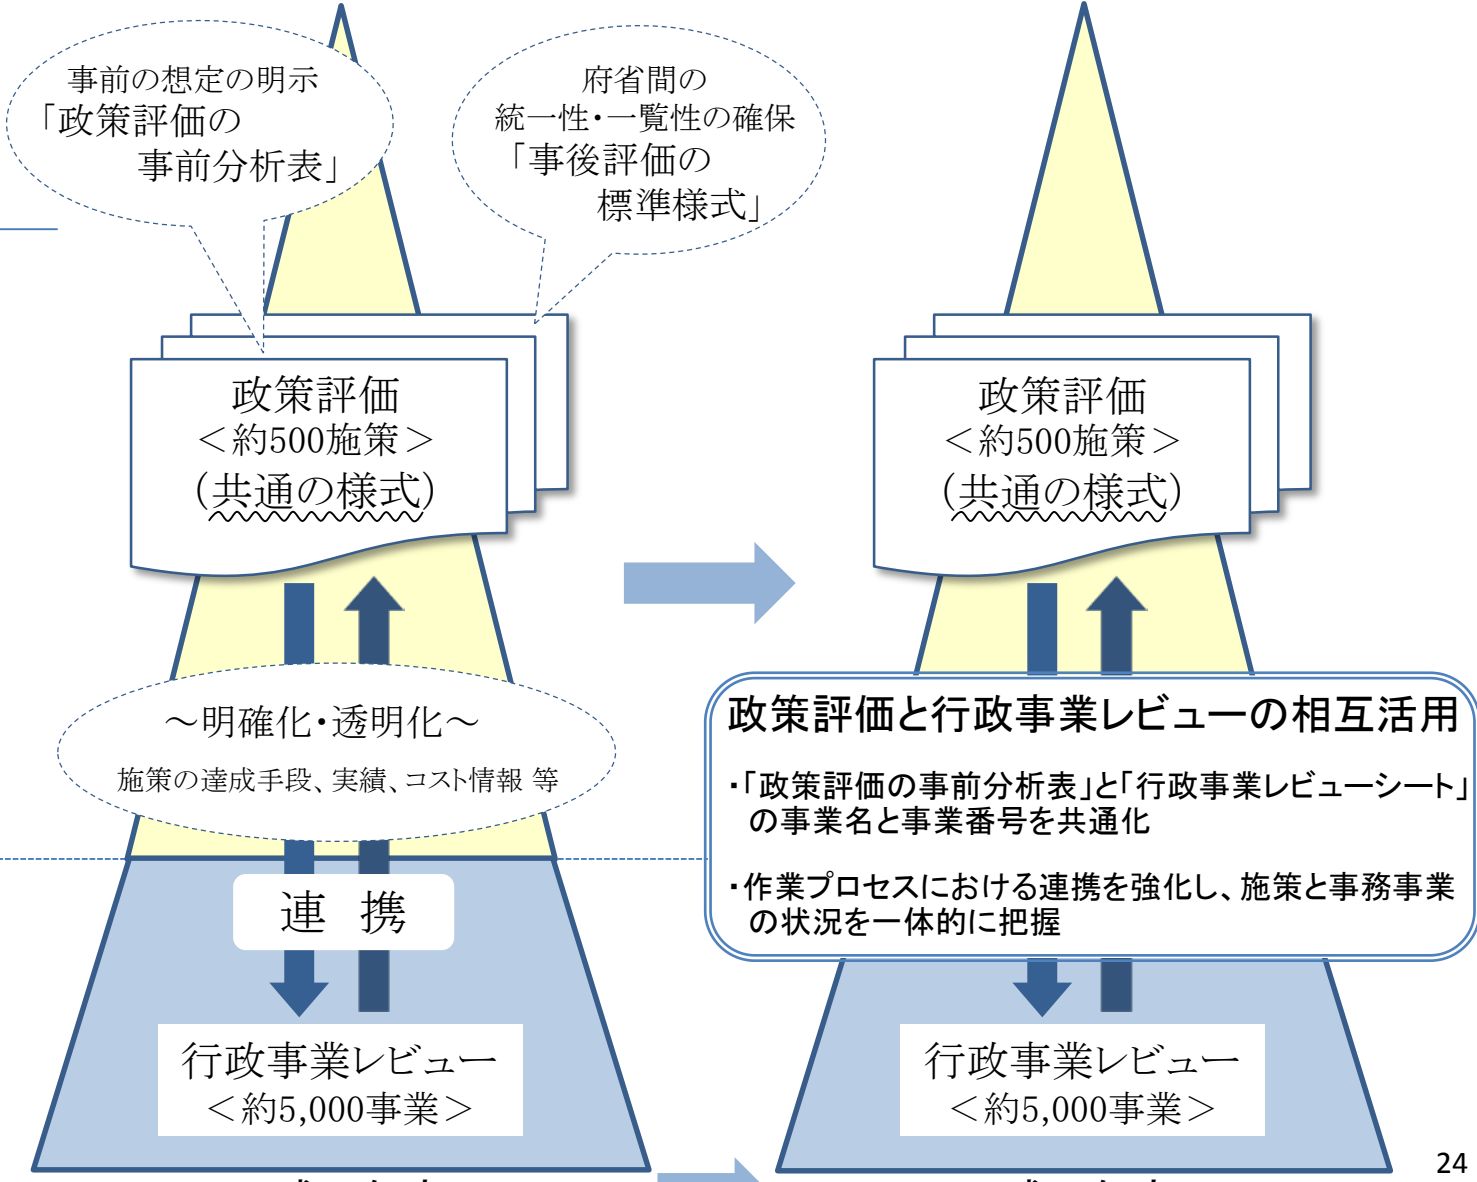 事前の想定の明示
「政策評価の
事前分析表」
府省間の
統一性・一覧性の確保
「事後評価の
標準様式」
政策評価
＜約500施策＞
（共通の様式）
～明確化・透明化～
施策の達成手段、実績、コスト情報 等
連 携
行政事業レビュー
＜約5,000事業＞
政策評価
＜約500施策＞
（共通の様式）
政策評価と行政事業レビューの相互活用
・「政策評価の事前分析表」と「行政事業レビューシート」
の事業名と事業番号を共通化
・作業プロセスにおける連携を強化し、施策と事務事業
の状況を一体的に把握
行政事業レビュー
＜約5,000事業＞
24